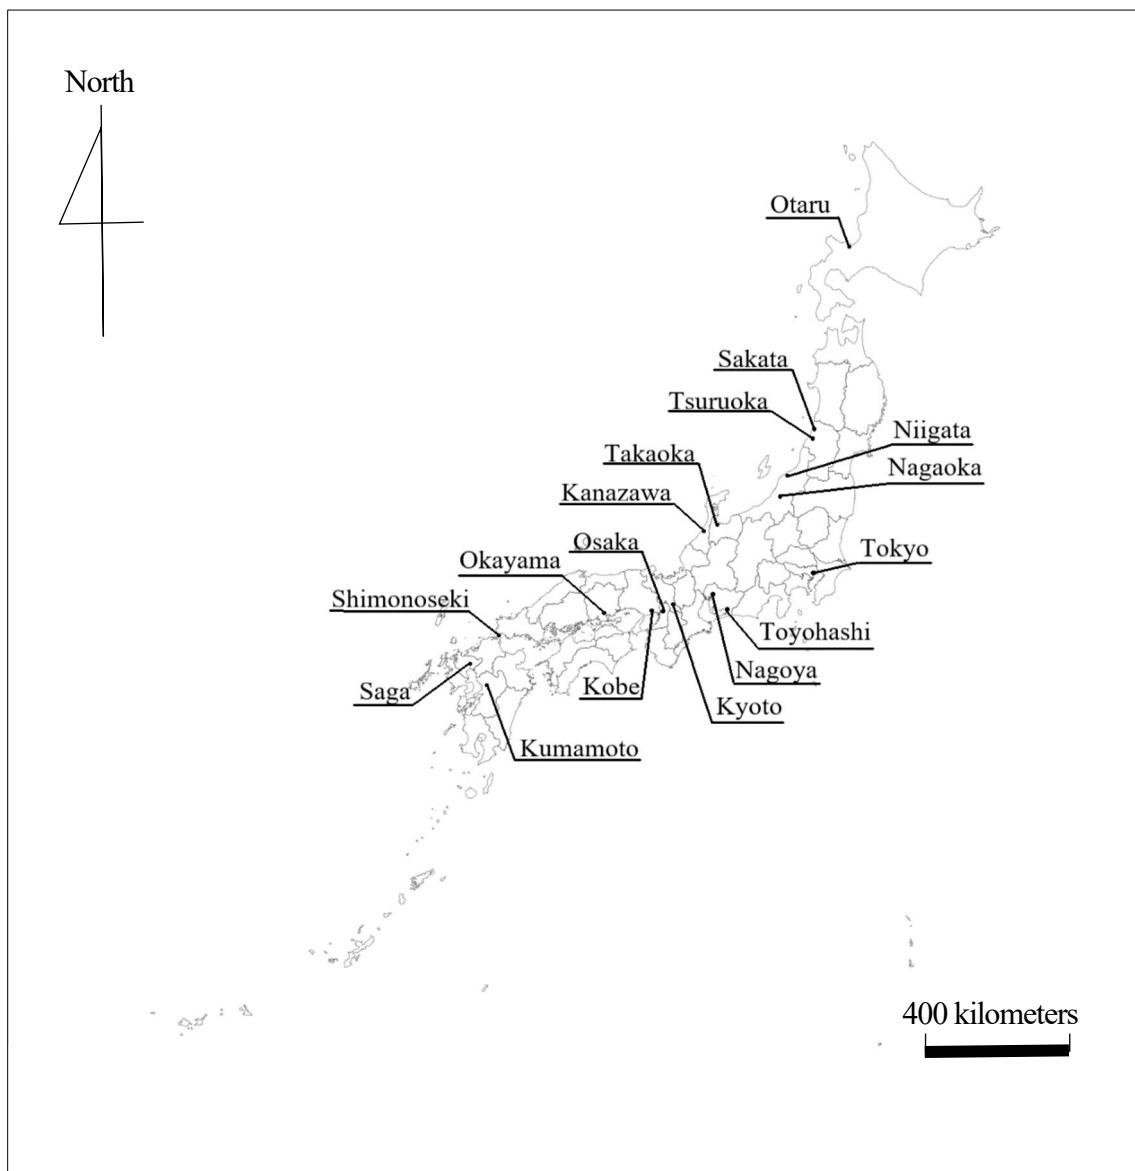 North
Otaru
Sakata
Tsuruoka
Niigata
Takaoka
Nagaoka
Kanazawa
Osaka
Tokyo
Okayama
Shimonoseki
Toyohashi
Nagoya
Kobe
Saga
Kyoto
Kumamoto
400 kilometers